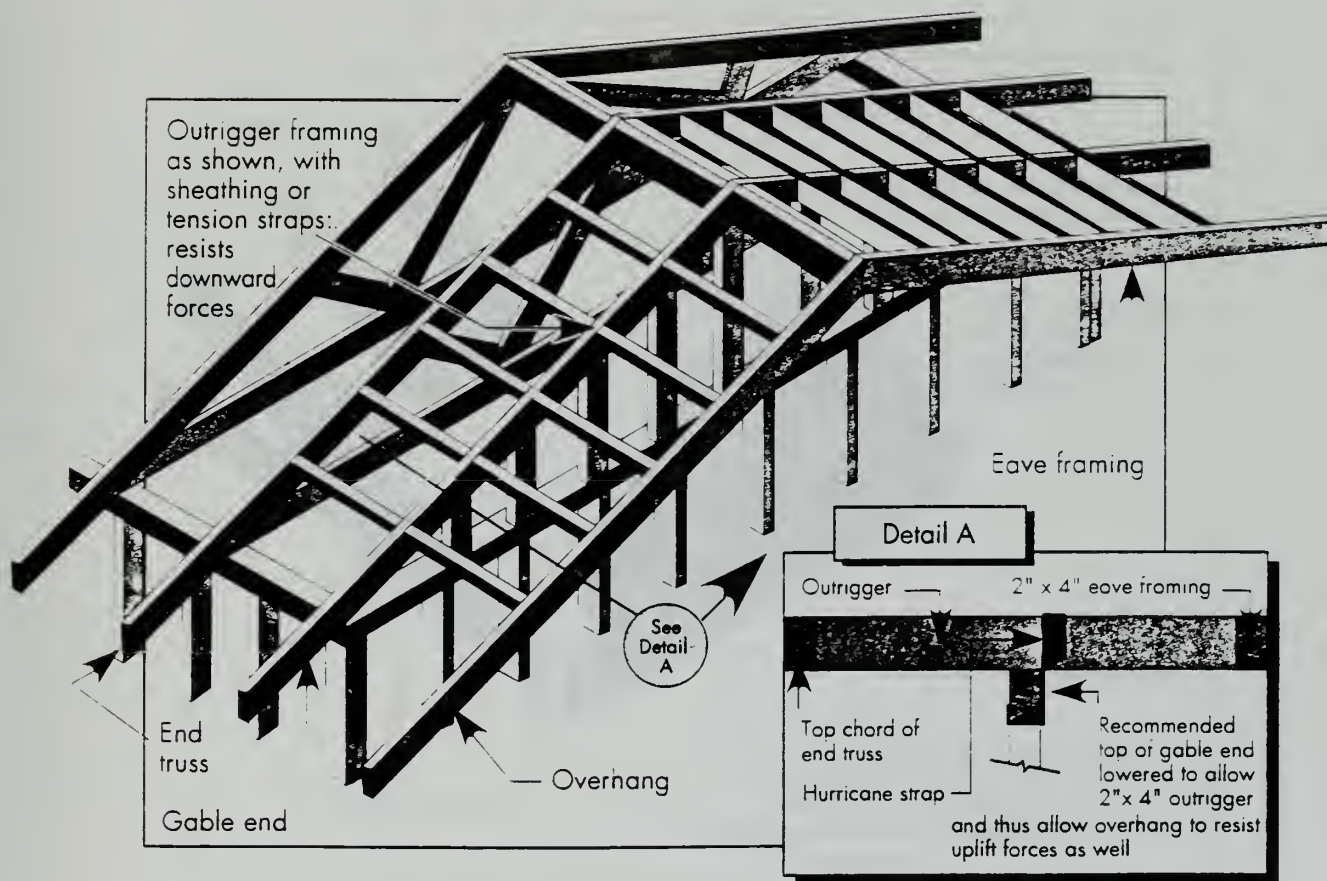 Outrigger framing
as shown, with
sheathing or
tension straps:
resists
downward
forces
Eave framing
See
Detail
A
End
truss
Overhang
Gable end
Detail A
Outrigger
2" x 4" eave framing
Top chord of
end truss
Hurricane strap
Recommended
top of gable end
lowered to allow
2"x 4" outrigger
and thus allow overhang to resist
uplift forces as well